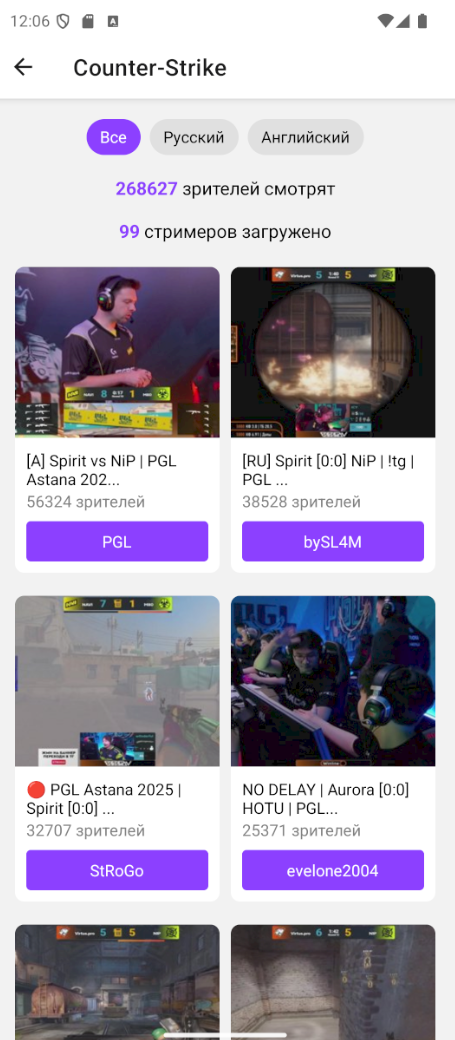 12:06
Counter-Strike
Все
Русский
Английский
268627 зрителей смотрят
99 стримеров загружено
[A] Spirit vs NiP | PGL
Astana 202...
56324 зрителей
PGL
[RU] Spirit [0:0] NiP | !tg |
PGL ...
38528 зрителей
bySL4M
🔴 PGL Astana 2025 |
Spirit [0:0] ...
32707 зрителей
StRoGo
NO DELAY | Aurora [0:0]
HOTU | PGL...
25371 зрителей
evelone2004